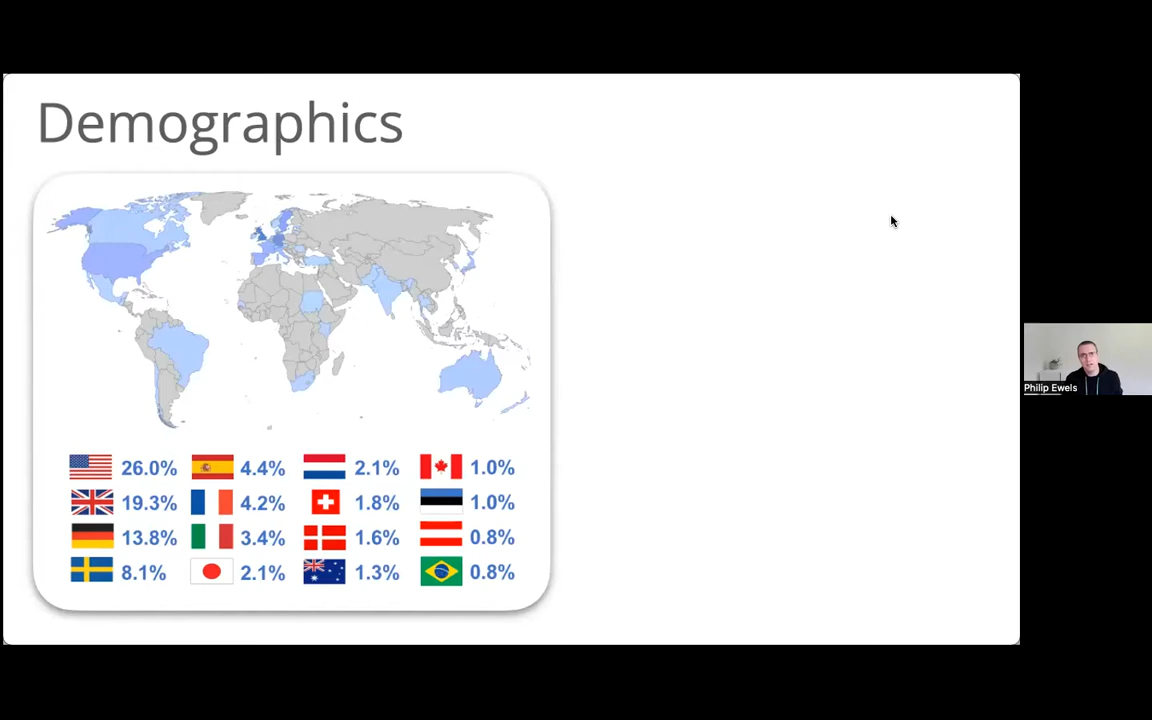 Demographics
26.0% 4.4% 2.1% 1.0%
19.3% 4.2% 1.8% 1.0%
13.8% 3.4% 1.6% 0.8%
8.1% 2.1% 1.3% 0.8%
Philip Ewels